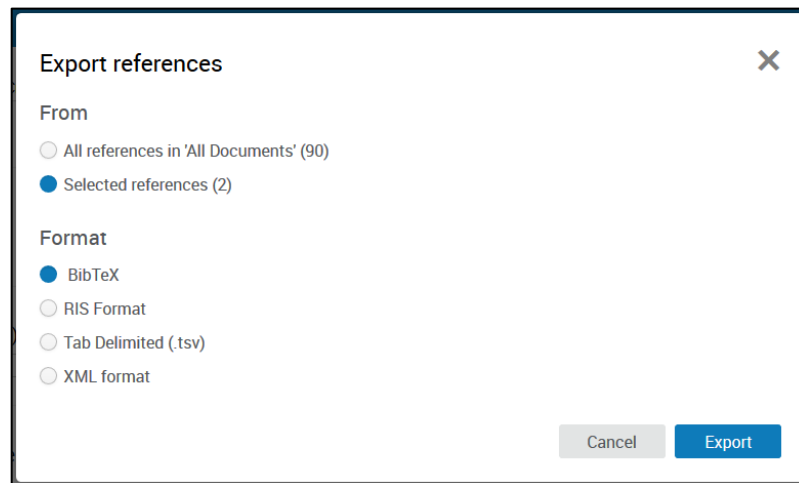 Export references
From
All references in 'All Documents' (90)
Selected references (2)
Format
BibTeX
RIS Format
Tab Delimited (.tsv)
XML format
Cancel Export